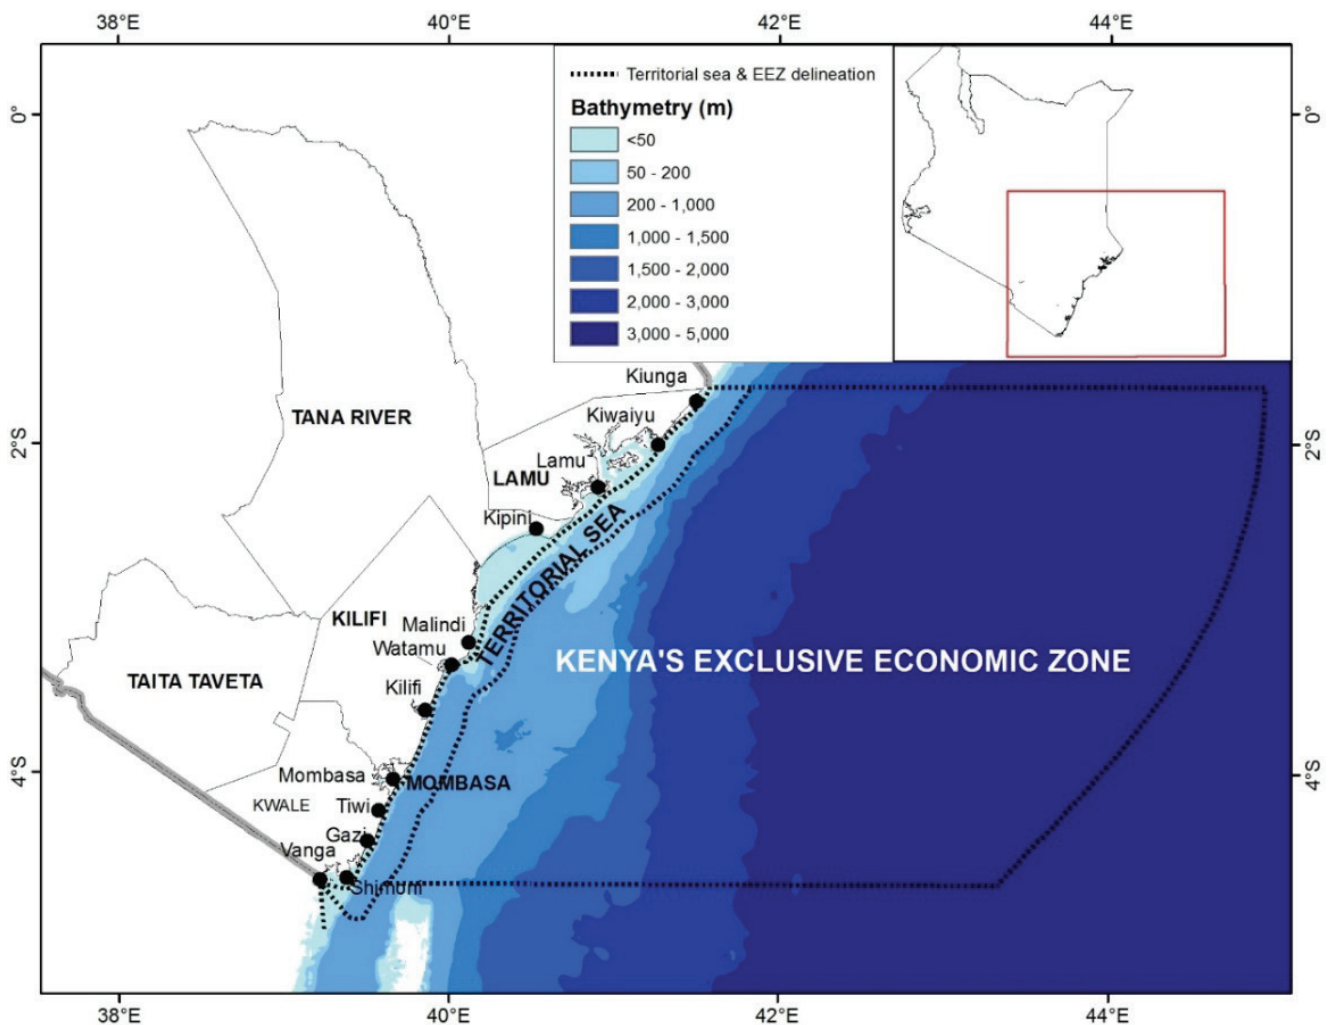 38°E 40°E 42°E 44°E
Territorial sea & EEZ delineation
Bathymetry (m)
<50
50 - 200
200 - 1,000
1,000 - 1,500
1,500 - 2,000
2,000 - 3,000
3,000 - 5,000
0° 0°
Kiunga
TANA RIVER
Kiwaiyu
2°S 2°S
Lamu
LAMU
Kipini
TERRITORIAL SEA
KILIFI
Malindi
Watamu
KENYA'S EXCLUSIVE ECONOMIC ZONE
TAITA TAVETA
Kilifi
4°S 4°S
Mombasa
MOMBASA
KWALE
Tiwi
Gazi
Vanga
Shimoni
38°E 40°E 42°E 44°E